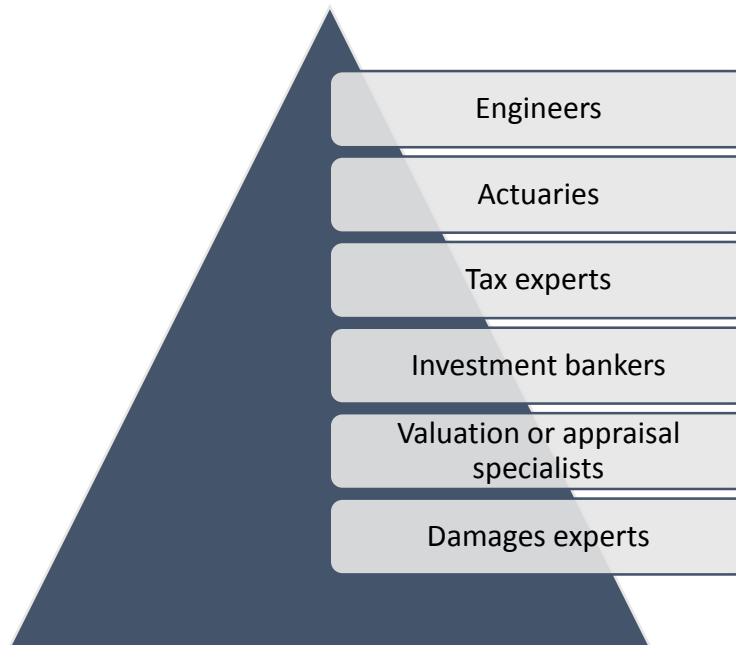 Engineers
Actuaries
Tax experts
Investment bankers
Valuation or appraisal
specialists
Damages experts